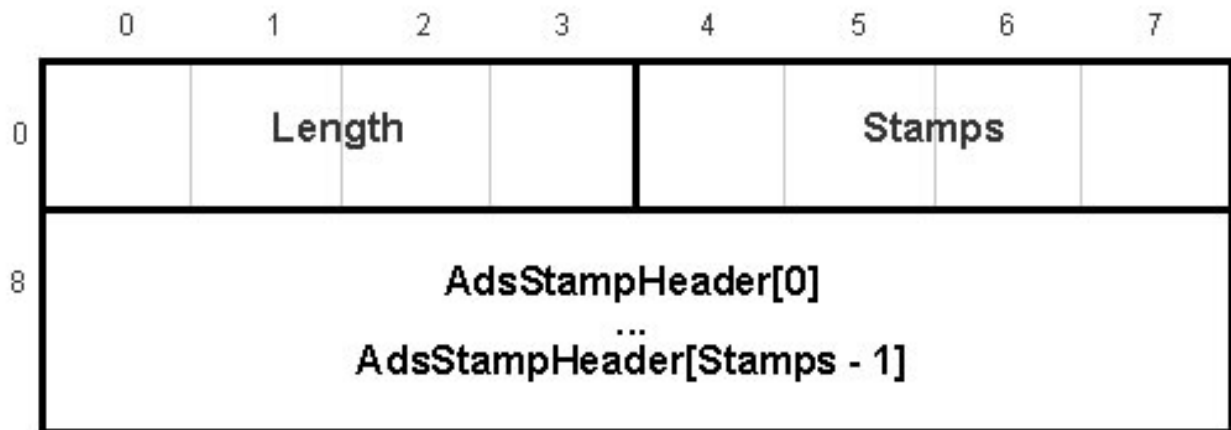 0 1 2 3 4 5 6 7
0 Length Stamps
8 AdsStampHeader[0]
...
AdsStampHeader[Stamps - 1]